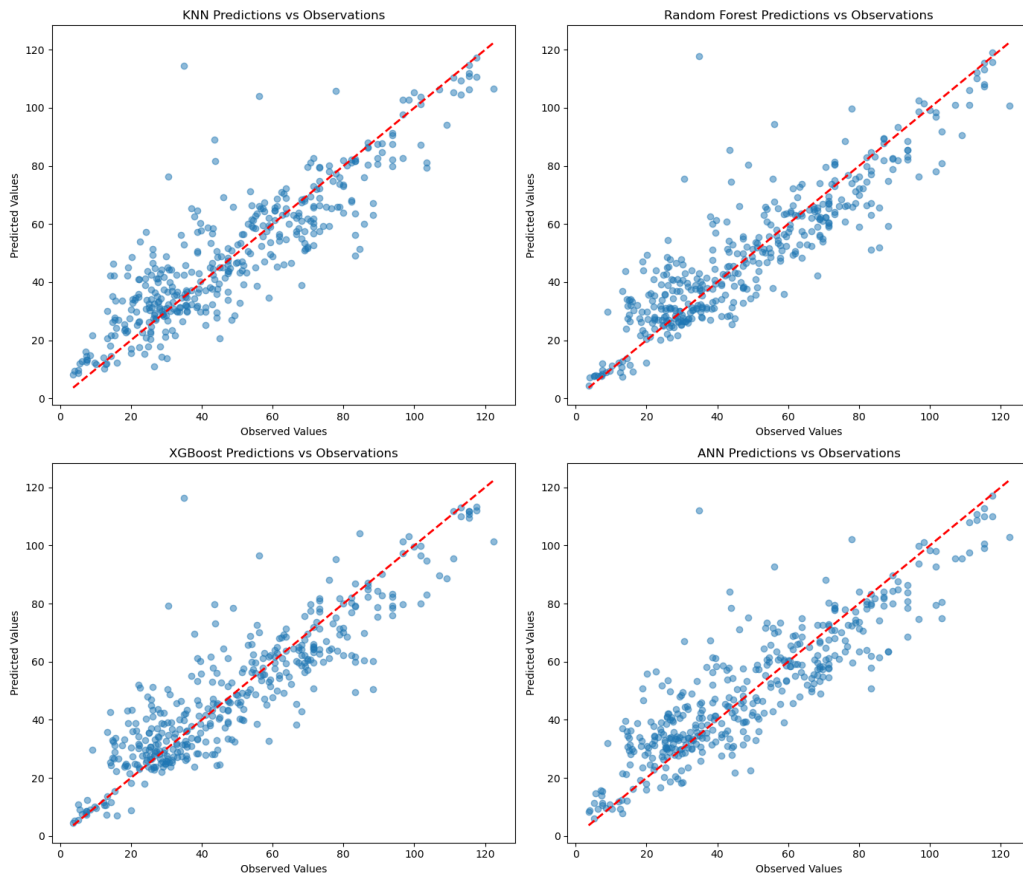 KNN Predictions vs Observations
Predicted Values
120
100
80
60
40
20
0
0 20 40 60 80 100 120
Observed Values
Random Forest Predictions vs Observations
Predicted Values
120
100
80
60
40
20
0
0 20 40 60 80 100 120
Observed Values
XGBoost Predictions vs Observations
Predicted Values
120
100
80
60
40
20
0
0 20 40 60 80 100 120
Observed Values
ANN Predictions vs Observations
Predicted Values
120
100
80
60
40
20
0
0 20 40 60 80 100 120
Observed Values